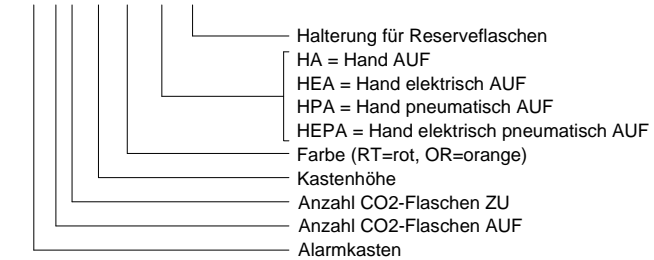 Halterung für Reserveflaschen
HA = Hand AUF
HEA = Hand elektrisch AUF
HPA = Hand pneumatisch AUF
HEPA = Hand elektrisch pneumatisch AUF
Farbe (RT=rot, OR=orange)
Kastenhöhe
Anzahl CO2-Flaschen ZU
Anzahl CO2-Flaschen AUF
Alarmkasten